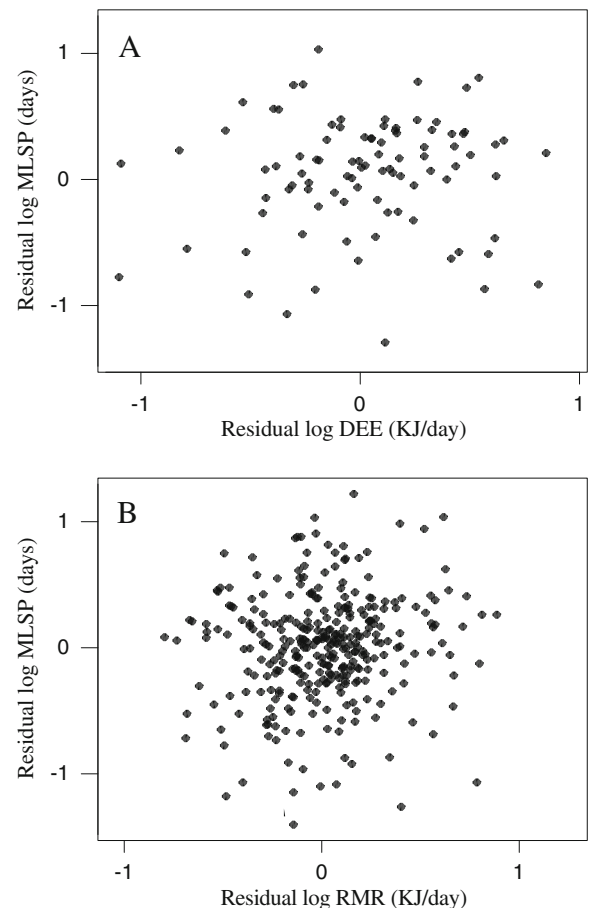 A
1
0
-1
Residual log MLSP (days)
-1
0
1
Residual log DEE (KJ/day)
B
1
0
-1
Residual log MLSP (days)
-1
0
1
Residual log RMR (KJ/day)